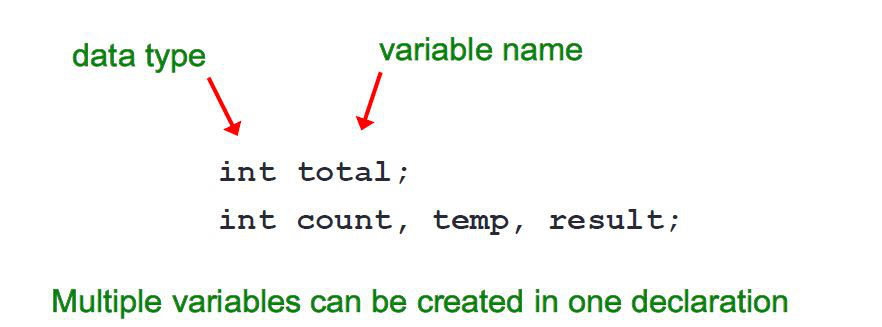 data type
variable name
int total;
int count, temp, result;
Multiple variables can be created in one declaration